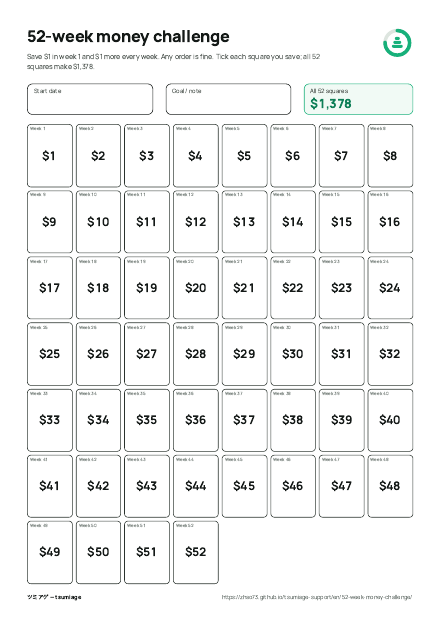 52-week money challenge
Save $1 in week 1 and $1 more every week. Any order is fine. Tick each square you save; all 52
squares make $1,378.
Start date
Goal / note
All 52 squares
$1,378
Week 1 Week 2 Week 3 Week 4 Week 5 Week 6 Week 7 Week 8
$1 $2 $3 $4 $5 $6 $7 $8
Week 9 Week 10 Week 11 Week 12 Week 13 Week 14 Week 15 Week 16
$9 $10 $11 $12 $13 $14 $15 $16
Week 17 Week 18 Week 19 Week 20 Week 21 Week 22 Week 23 Week 24
$17 $18 $19 $20 $21 $22 $23 $24
Week 25 Week 26 Week 27 Week 28 Week 29 Week 30 Week 31 Week 32
$25 $26 $27 $28 $29 $30 $31 $32
Week 33 Week 34 Week 35 Week 36 Week 37 Week 38 Week 39 Week 40
$33 $34 $35 $36 $37 $38 $39 $40
Week 41 Week 42 Week 43 Week 44 Week 45 Week 46 Week 47 Week 48
$41 $42 $43 $44 $45 $46 $47 $48
Week 49 Week 50 Week 51 Week 52
$49 $50 $51 $52
ツミアゲ – tsumiage
https://zhao73.github.io/tsumiage-support/en/52-week-money-challenge/